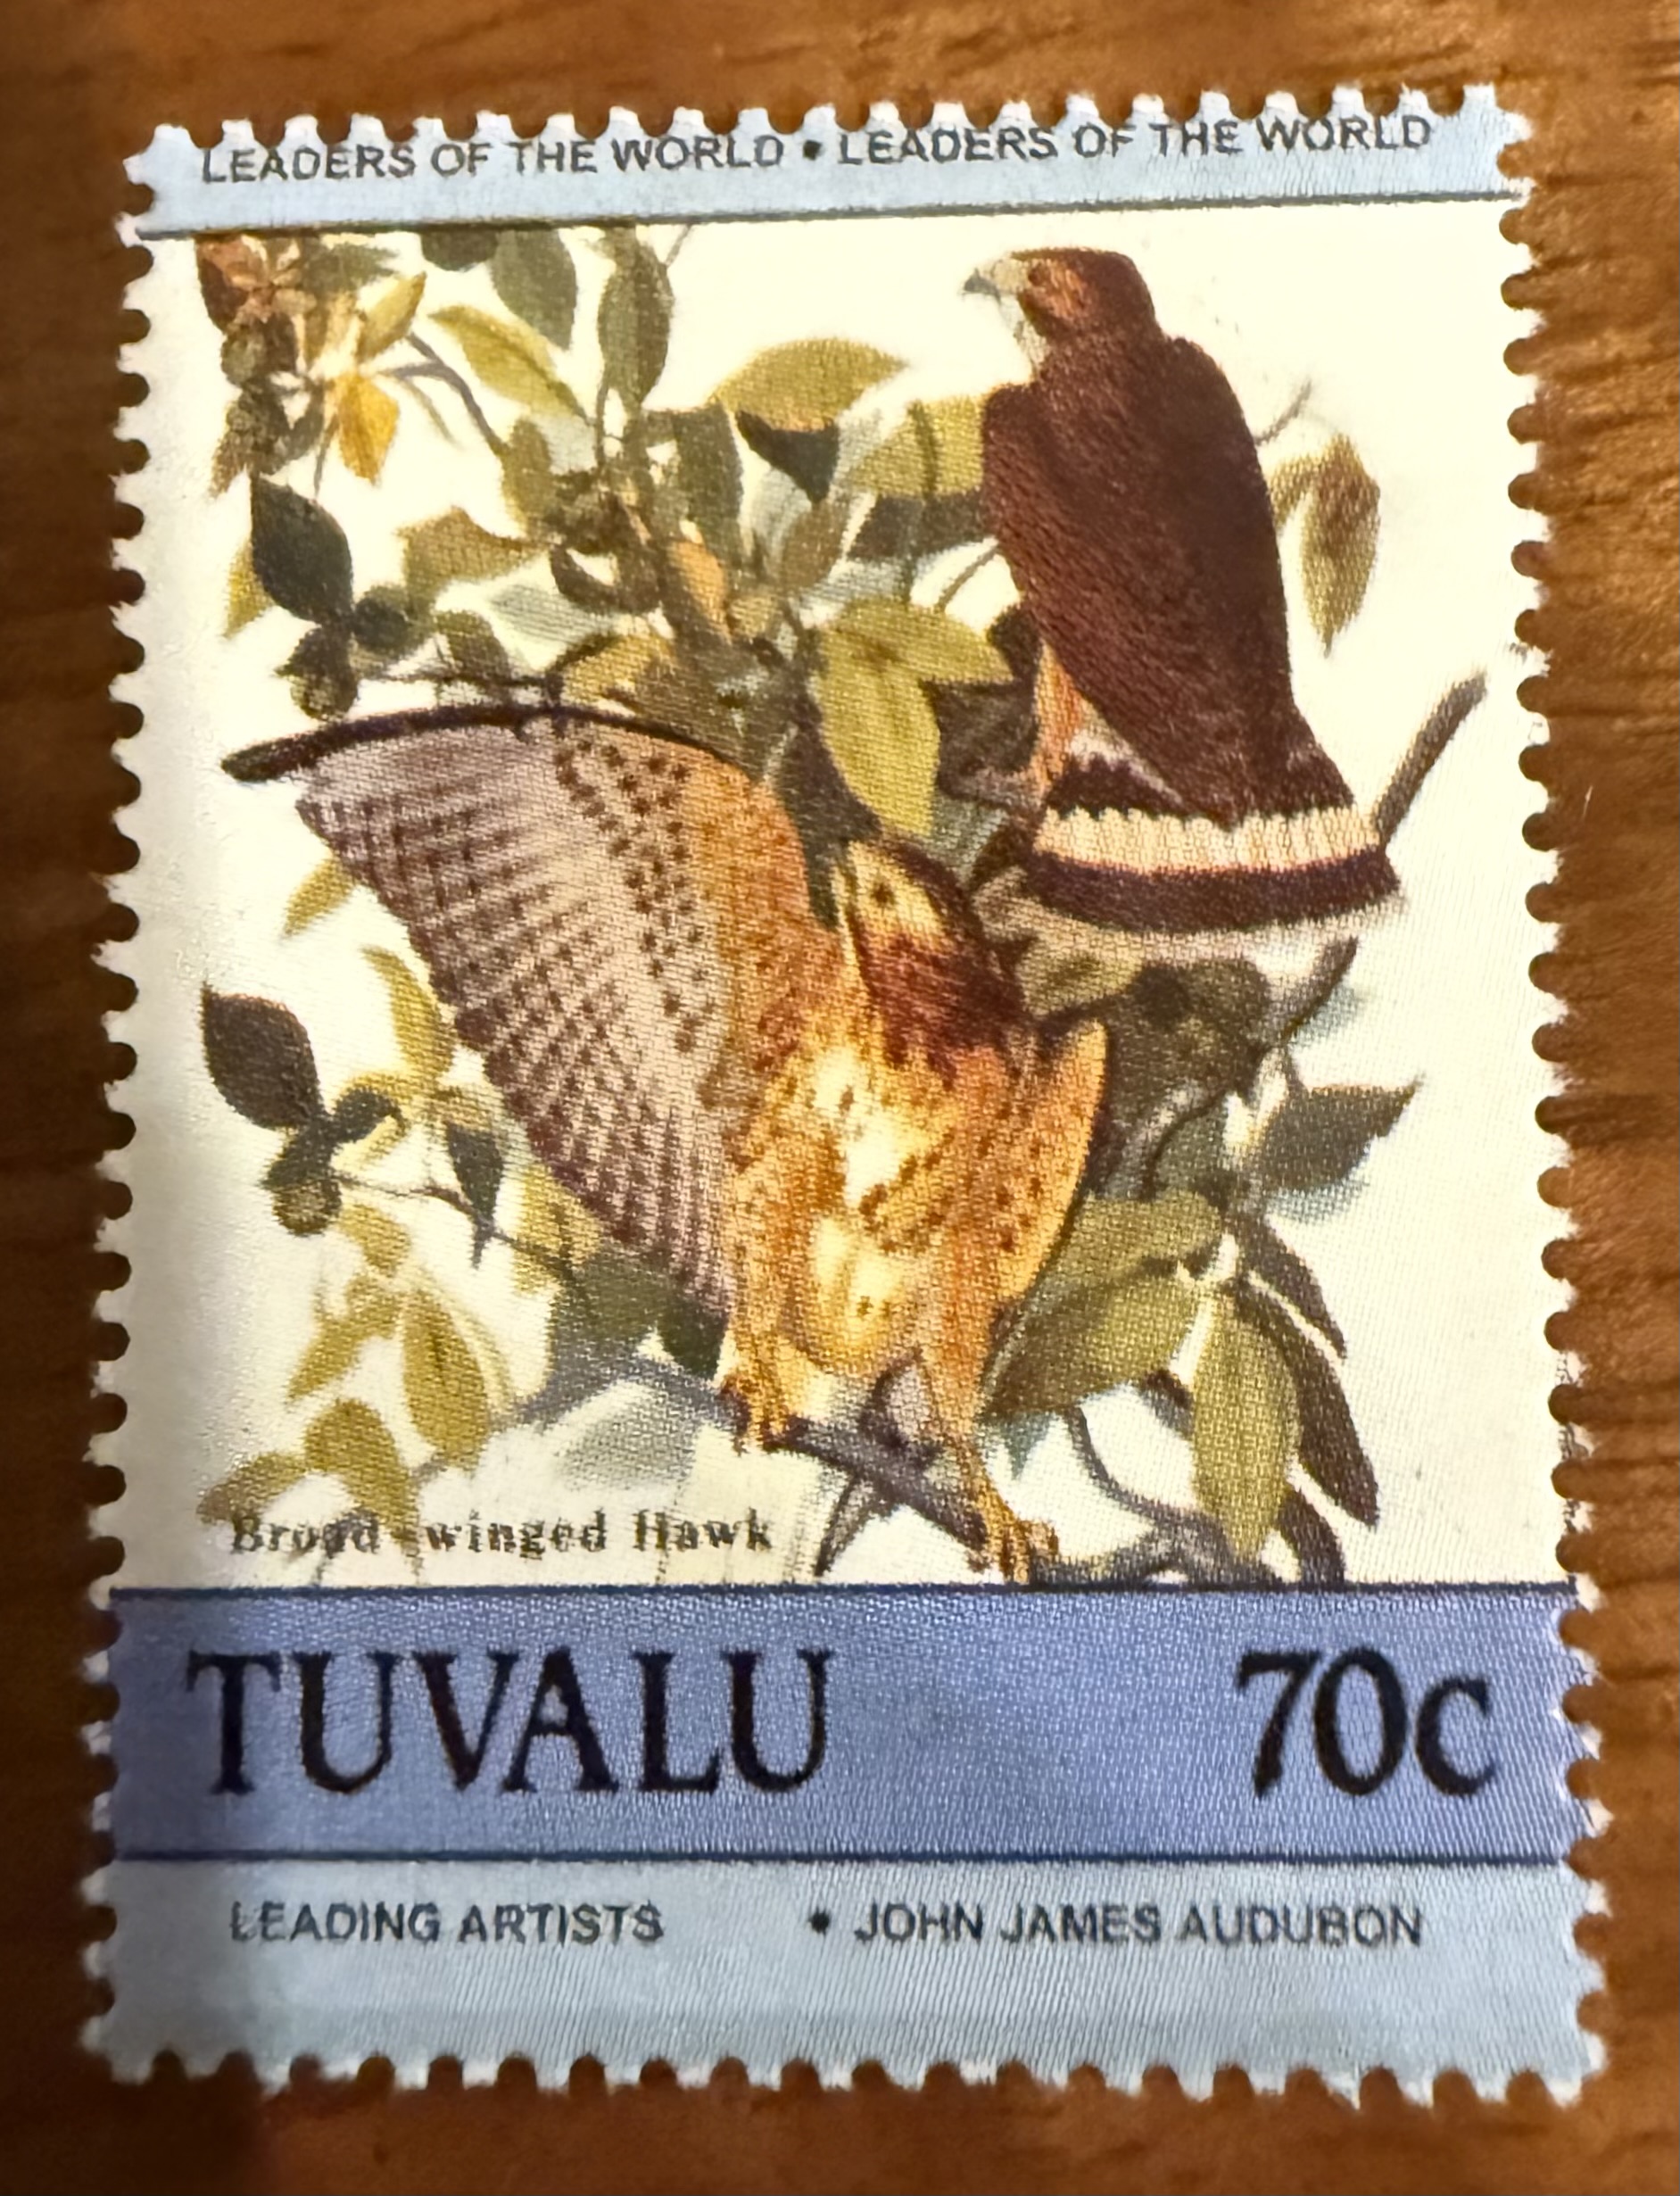 LEADERS OF THE WORLD • LEADERS OF THE WORLD
Broad-winged Hawk
TUVALU 70c
LEADING ARTISTS • JOHN JAMES AUDUBON